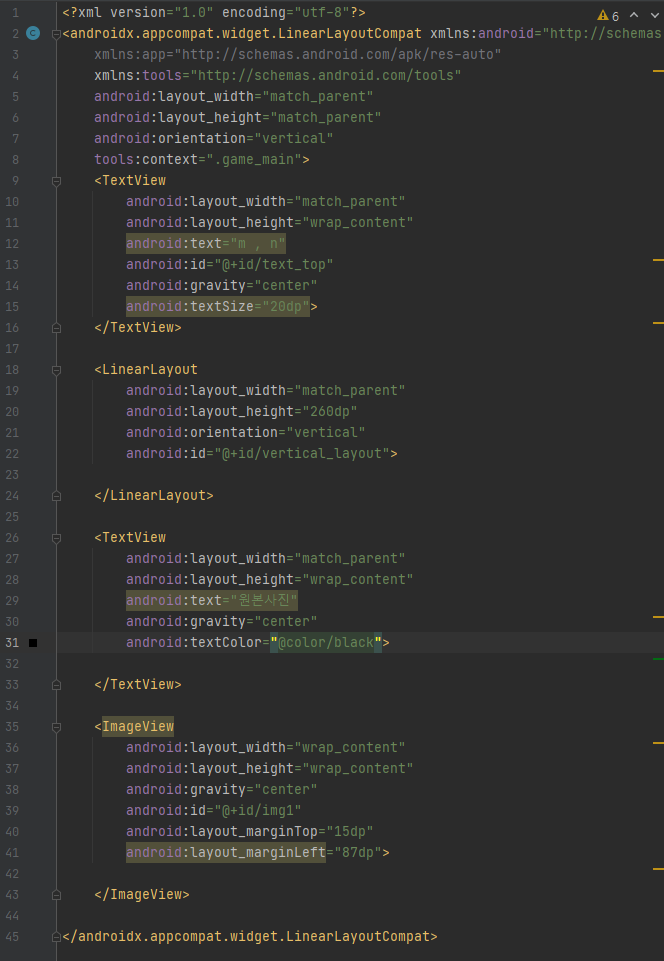 1 <?xml version="1.0" encoding="utf-8"?> 6
2 <androidx.appcompat.widget.LinearLayoutCompat xmlns:android="http://schemas
3 xmlns:app="http://schemas.android.com/apk/res-auto"
4 xmlns:tools="http://schemas.android.com/tools"
5 android:layout_width="match_parent"
6 android:layout_height="match_parent"
7 android:orientation="vertical"
8 tools:context=".game_main">
9 <TextView
10 android:layout_width="match_parent"
11 android:layout_height="wrap_content"
12 android:text="m , n"
13 android:id="@+id/text_top"
14 android:gravity="center"
15 android:textSize="20dp">
16 </TextView>
17
18 <LinearLayout
19 android:layout_width="match_parent"
20 android:layout_height="260dp"
21 android:orientation="vertical"
22 android:id="@+id/vertical_layout">
23
24 </LinearLayout>
25
26 <TextView
27 android:layout_width="match_parent"
28 android:layout_height="wrap_content"
29 android:text="원본사진"
30 android:gravity="center"
31 android:textColor="@color/black">
32
33 </TextView>
34
35 <ImageView
36 android:layout_width="wrap_content"
37 android:layout_height="wrap_content"
38 android:gravity="center"
39 android:id="@+id/img1"
40 android:layout_marginTop="15dp"
41 android:layout_marginLeft="87dp">
42
43 </ImageView>
44
45 </androidx.appcompat.widget.LinearLayoutCompat>